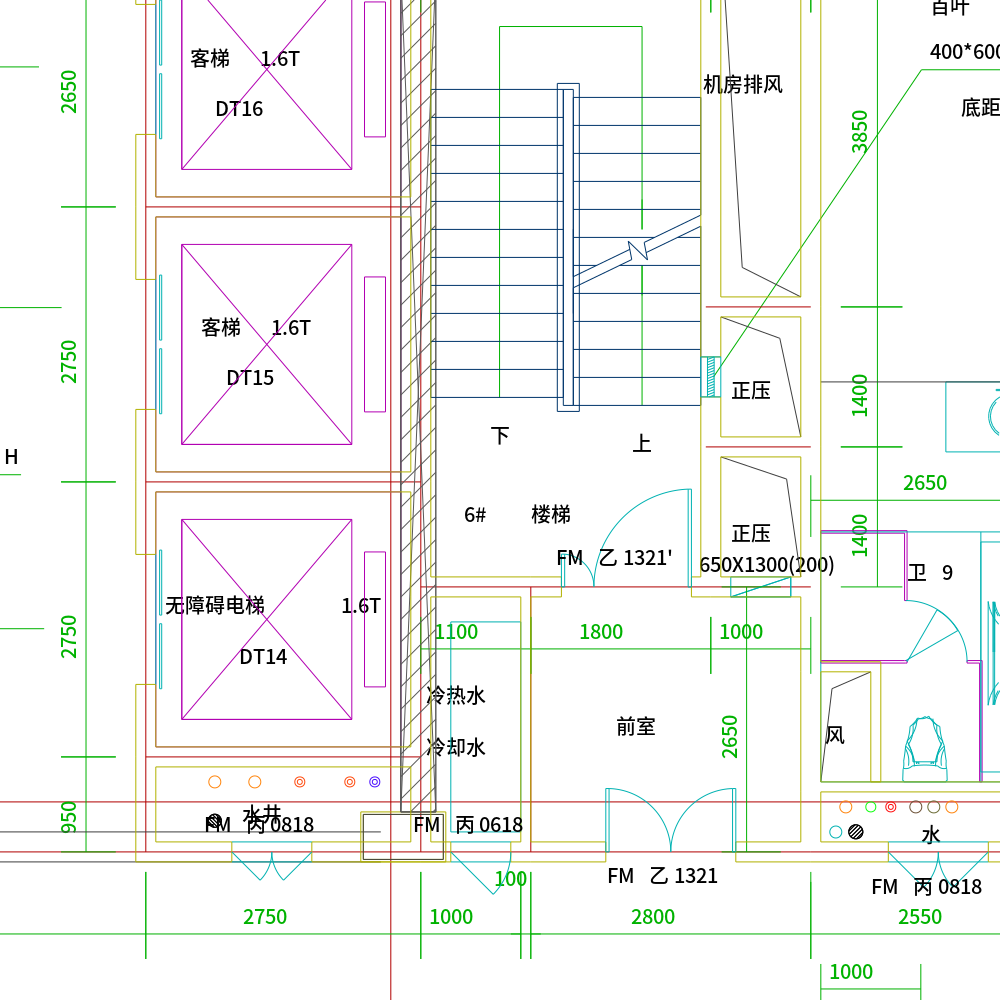 百叶
400*600
底距
客梯 1.6T
DT16
机房排风
2650
3850
客梯 1.6T
DT15
2750
正压
1400
下
上
H
2650
6# 楼梯
正压
1400
FM 乙 1321'
650X1300(200)
卫 9
无障碍电梯 1.6T
DT14
2750
1100
1800
1000
冷热水
冷却水
前室
2650
风
950
水井
FM 丙 0818
FM 丙 0618
水
FM 乙 1321
FM 丙 0818
100
2750
1000
2800
2550
1000